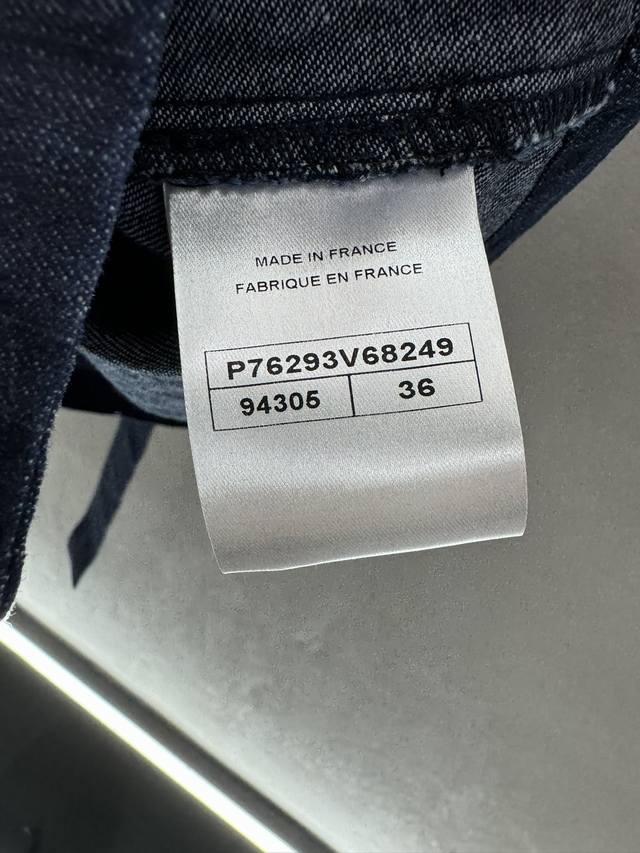 MADE IN FRANCE
FABRIQUE EN FRANCE
P76293V68249
94305 36